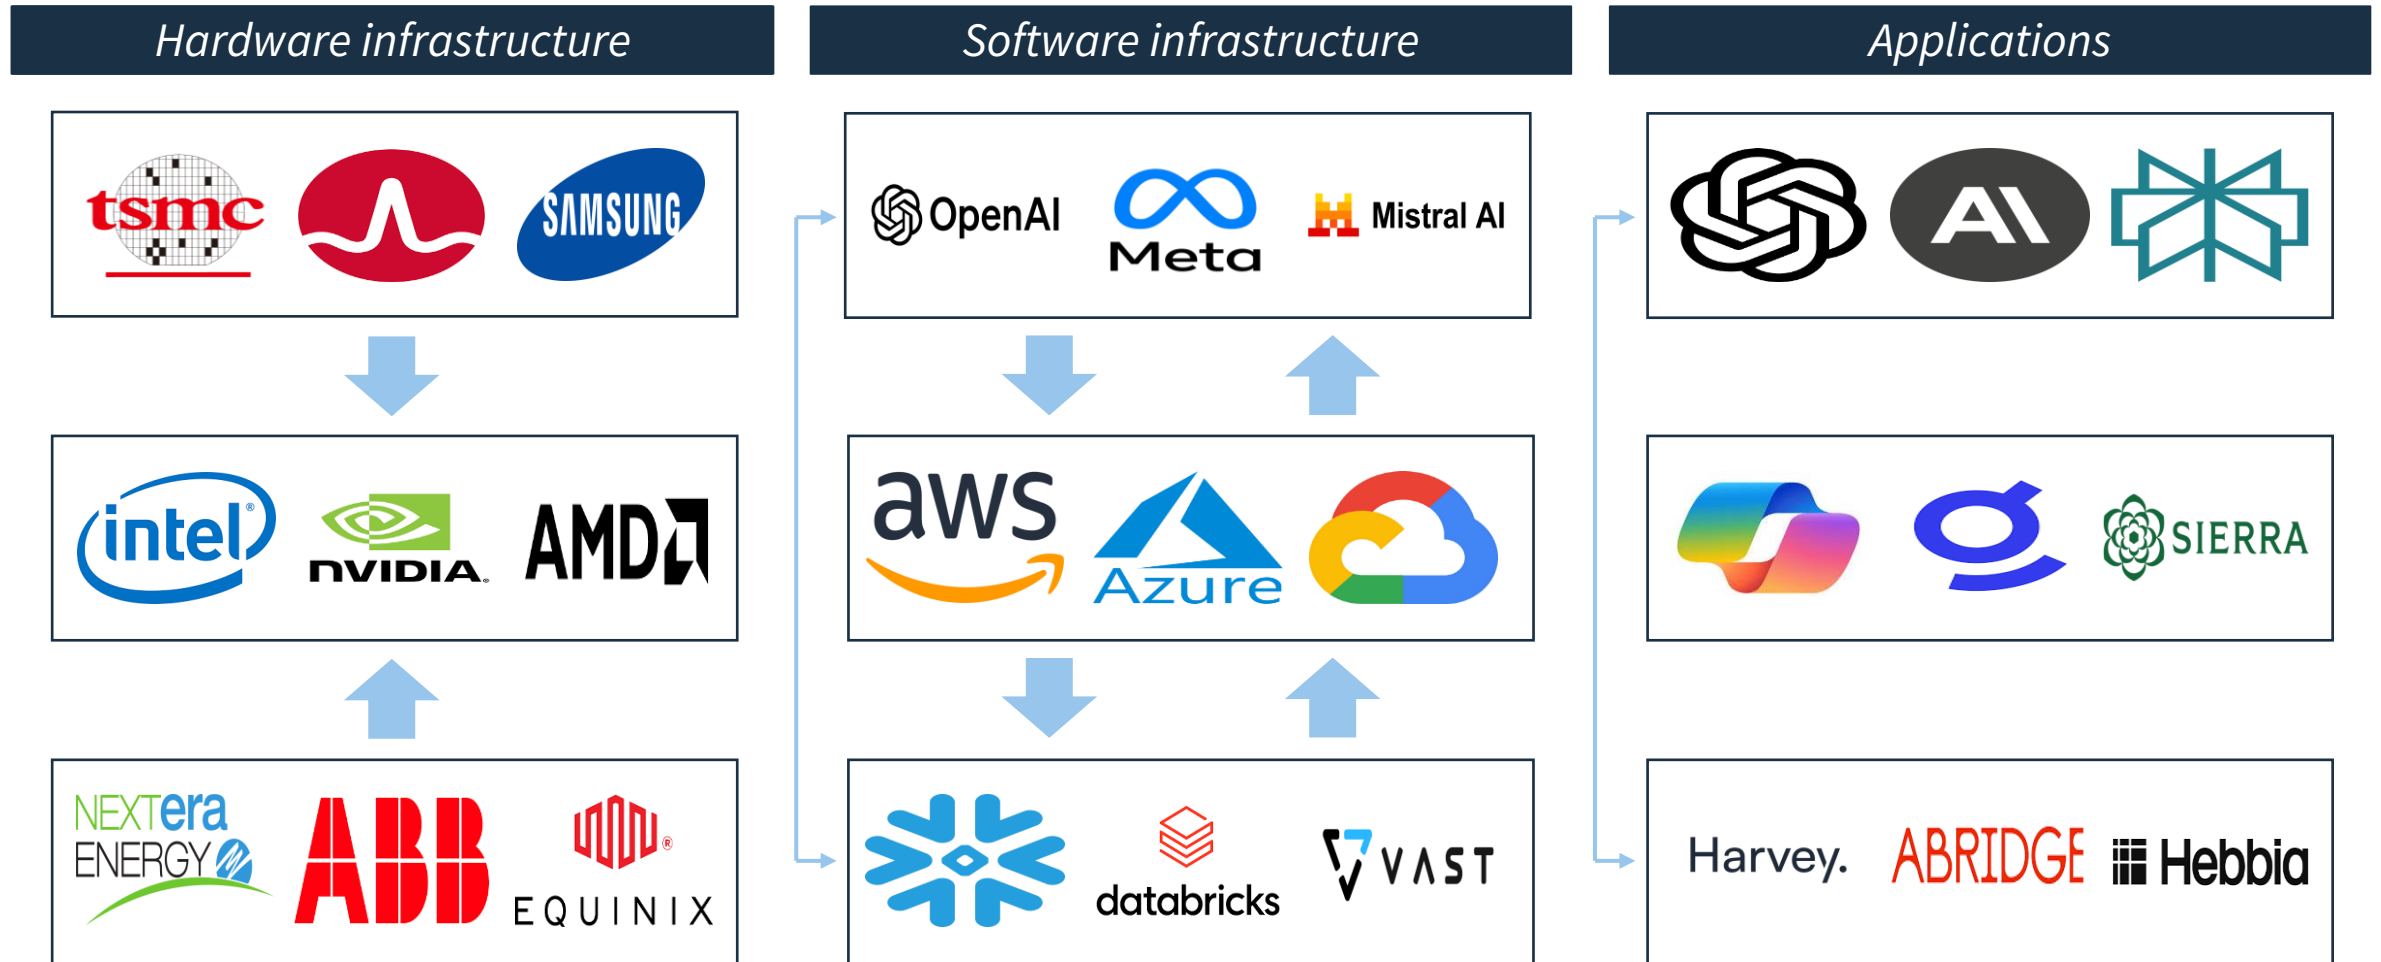 Hardware infrastructure
Software infrastructure
Applications
tsmc
SAMSUNG
OpenAI
Meta
Mistral AI
AI
intel®
NVIDIA.
AMD
aws
Azure
SIERRA
NEXTera
ENERGY
ABB
EQUINIX
®
databricks
VAST
Harvey.
ABRIDGE
Hebbia